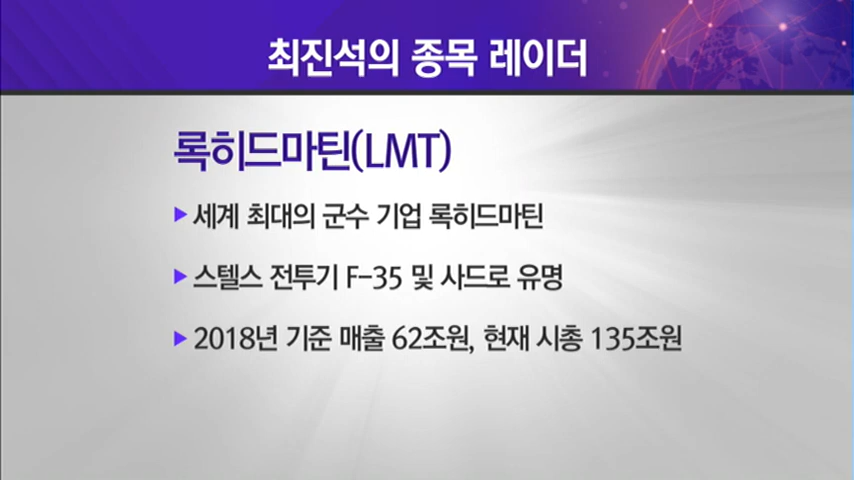 최진석의 종목 레이더
록히드마틴(LMT)
▶ 세계 최대의 군수 기업 록히드마틴
▶ 스텔스 전투기 F-35 및 사드로 유명
▶ 2018년 기준 매출 62조원, 현재 시총 135조원